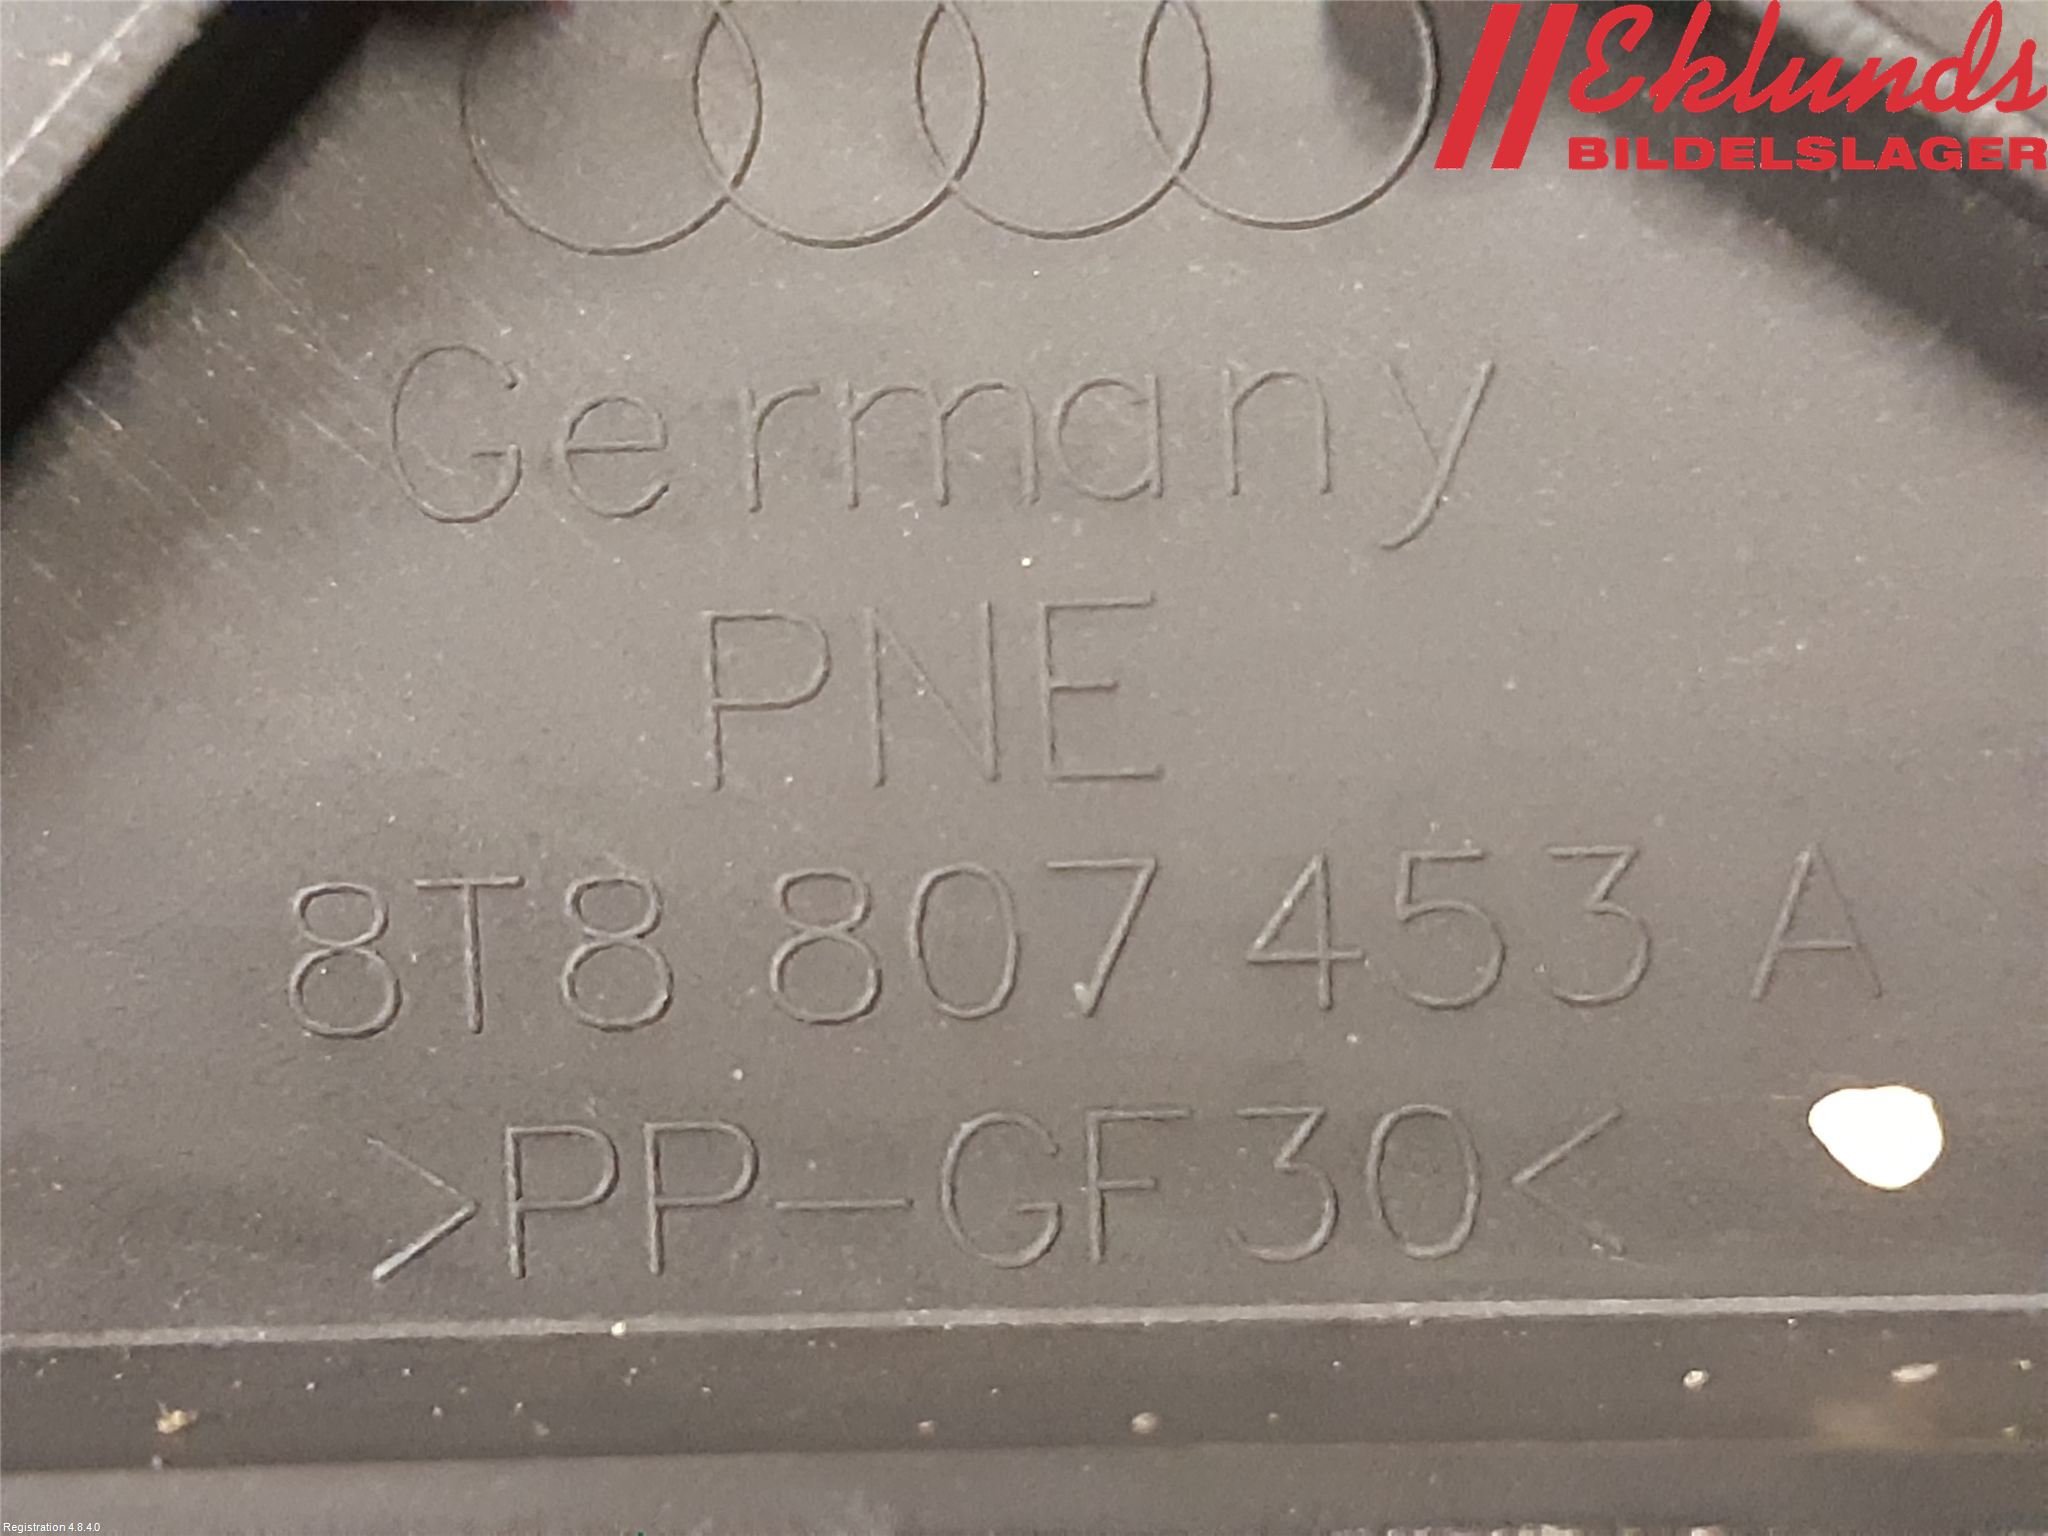 Eklunds
BILDELSLAGER
Germany
PNE
8T8 807 453 A
>PP-GF30<
Registration 4.8.4.0